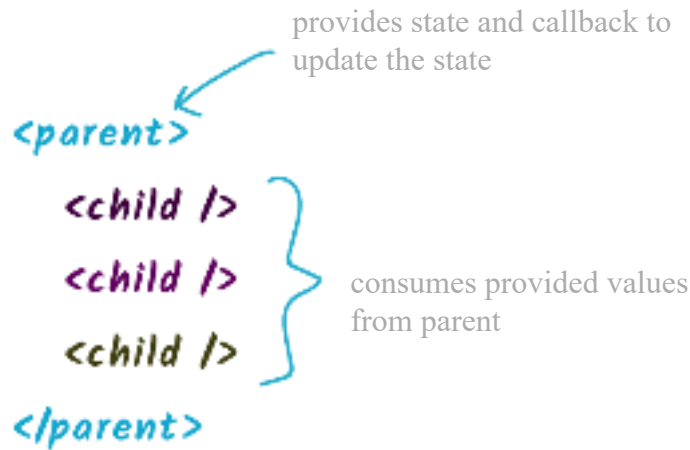 provides state and callback to
update the state
<parent>
<child />
<child />
consumes provided values
from parent
<child />
</parent>